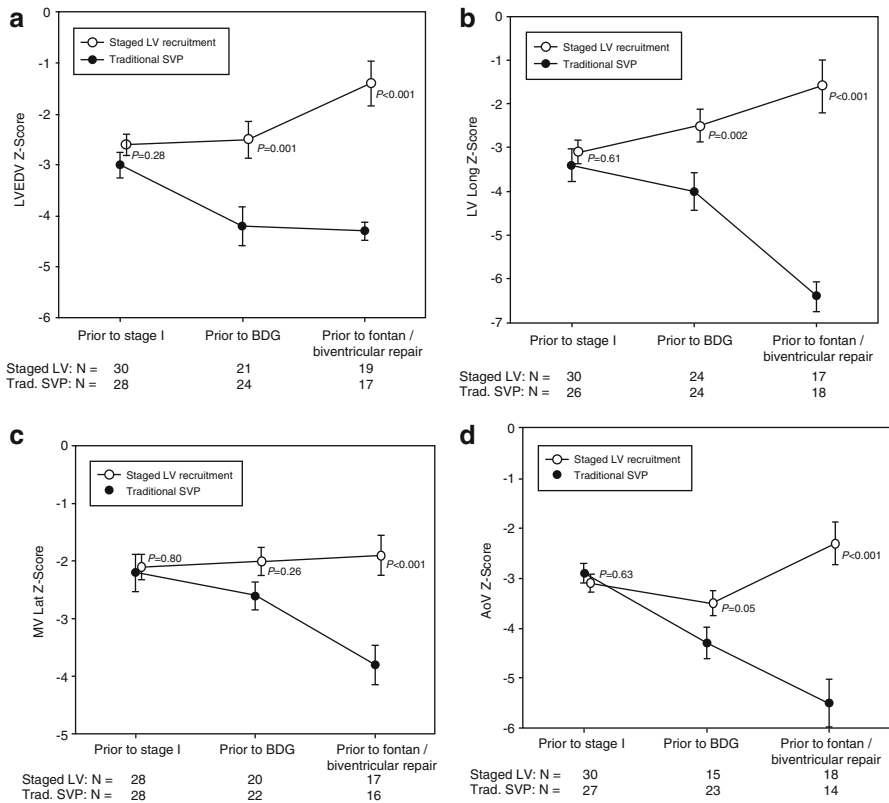 a
0
-1
-2
-3
-4
-5
-6
LVEDV Z-Score
Staged LV recruitment
Traditional SVP
P=0.28
P=0.001
P<0.001
Prior to stage I
Prior to BDG
Prior to fontan /
biventricular repair
Staged LV: N = 30 21 19
Trad. SVP: N = 28 24 17
b
0
-1
-2
-3
-4
-5
-6
-7
LV Long Z-Score
Staged LV recruitment
Traditional SVP
P=0.61
P=0.002
P<0.001
Prior to stage I
Prior to BDG
Prior to fontan /
biventricular repair
Staged LV: N = 30 24 17
Trad. SVP: N = 26 24 18
c
0
-1
-2
-3
-4
-5
MV Lat Z-Score
Staged LV recruitment
Traditional SVP
P=0.80
P=0.26
P<0.001
Prior to stage I
Prior to BDG
Prior to fontan /
biventricular repair
Staged LV: N = 28 20 17
Trad. SVP: N = 28 22 16
d
0
-1
-2
-3
-4
-5
-6
AoV Z-Score
Staged LV recruitment
Traditional SVP
P=0.63
P=0.05
P<0.001
Prior to stage I
Prior to BDG
Prior to fontan /
biventricular repair
Staged LV: N = 30 15 18
Trad. SVP: N = 27 23 14